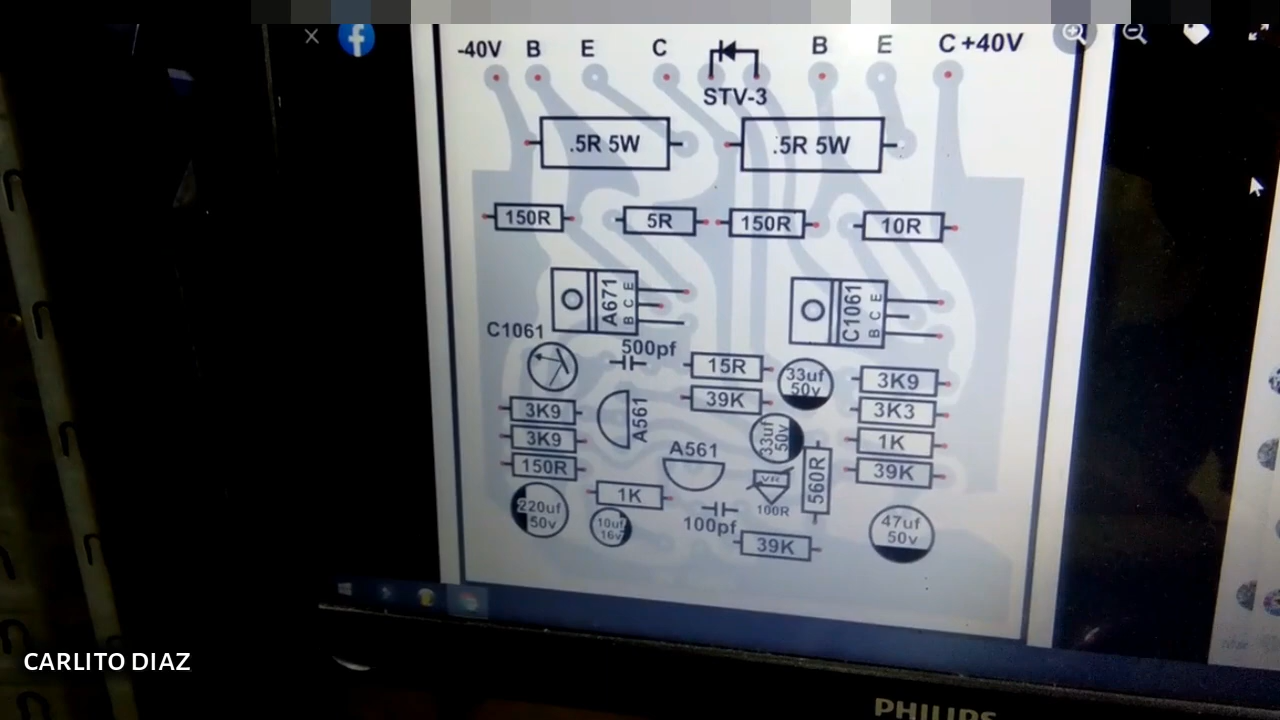 -40V B E C B E C +40V
STV-3
.5R 5W .5R 5W
150R 5R 150R 10R
A671 B C E
C1061 B C E
C1061
500pf
15R
33uf 50v
3K9
39K
3K9
A561
3K3
3K9
33uf 50v
1K
A561
150R
560R
39K
VR
100R
1K
220uf 50v
10uf 16v
100pf
47uf 50v
39K
CARLITO DIAZ
PHILIPS